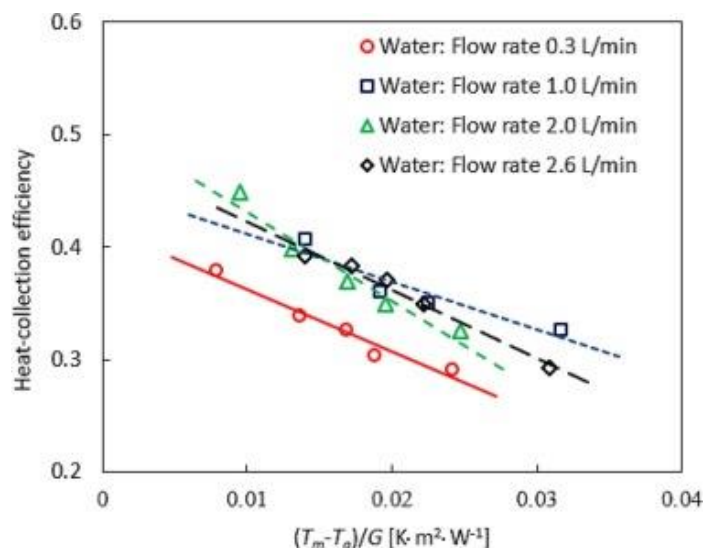 0.6
Water: Flow rate 0.3 L/min
Water: Flow rate 1.0 L/min
Water: Flow rate 2.0 L/min
Water: Flow rate 2.6 L/min
0.5
0.4
0.3
0.2
Heat-collection efficiency
0 0.01 0.02 0.03 0.04
(Tₘ-Tₐ)/G [K·m²·W⁻¹]